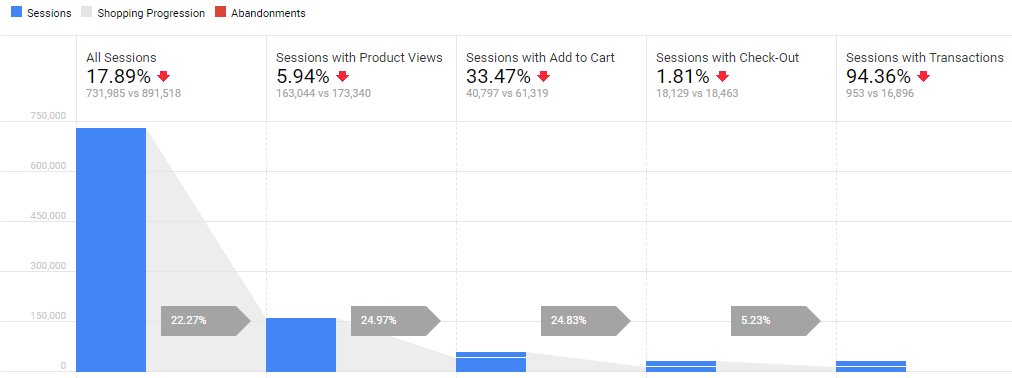 Sessions Shopping Progression Abandonments
All Sessions
17.89%
731,985 vs 891,518
Sessions with Product Views
5.94%
163,044 vs 173,340
Sessions with Add to Cart
33.47%
40,797 vs 61,319
Sessions with Check-Out
1.81%
18,129 vs 18,463
Sessions with Transactions
94.36%
953 vs 16,896
750,000
600,000
450,000
300,000
150,000
0
22.27%
24.97%
24.83%
5.23%